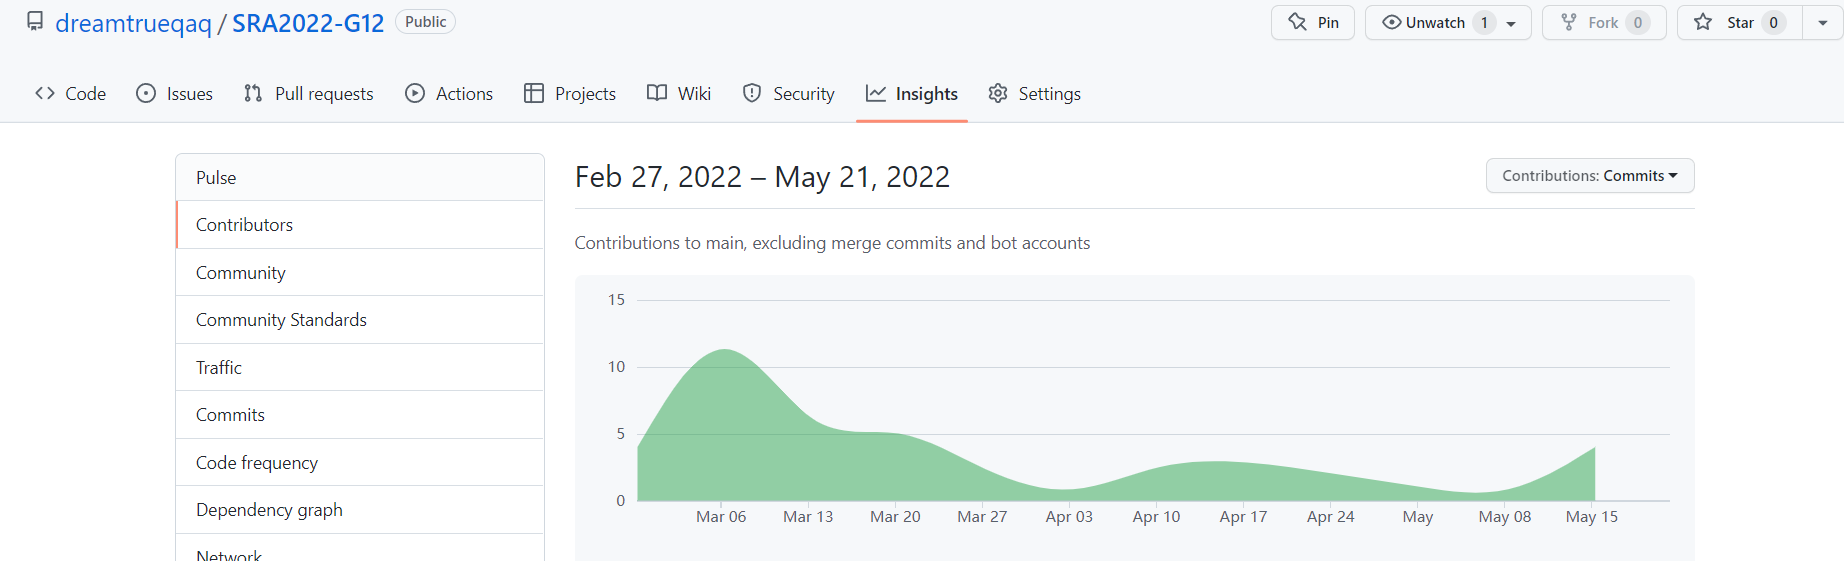 dreamtrueqaq / SRA2022-G12 Public Pin Unwatch 1 Fork 0 Star 0
Code Issues Pull requests Actions Projects Wiki Security Insights Settings
Pulse
Contributors
Community
Community Standards
Traffic
Commits
Code frequency
Dependency graph
Network
Feb 27, 2022 – May 21, 2022
Contributions: Commits
Contributions to main, excluding merge commits and bot accounts
15
10
5
0
Mar 06 Mar 13 Mar 20 Mar 27 Apr 03 Apr 10 Apr 17 Apr 24 May May 08 May 15